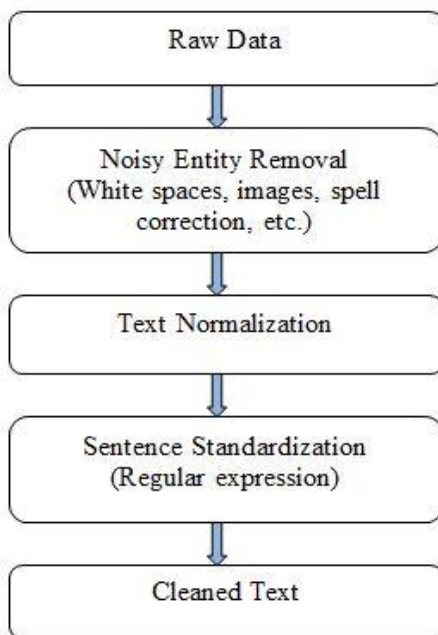 Raw Data
Noisy Entity Removal
(White spaces, images, spell
correction, etc.)
Text Normalization
Sentence Standardization
(Regular expression)
Cleaned Text